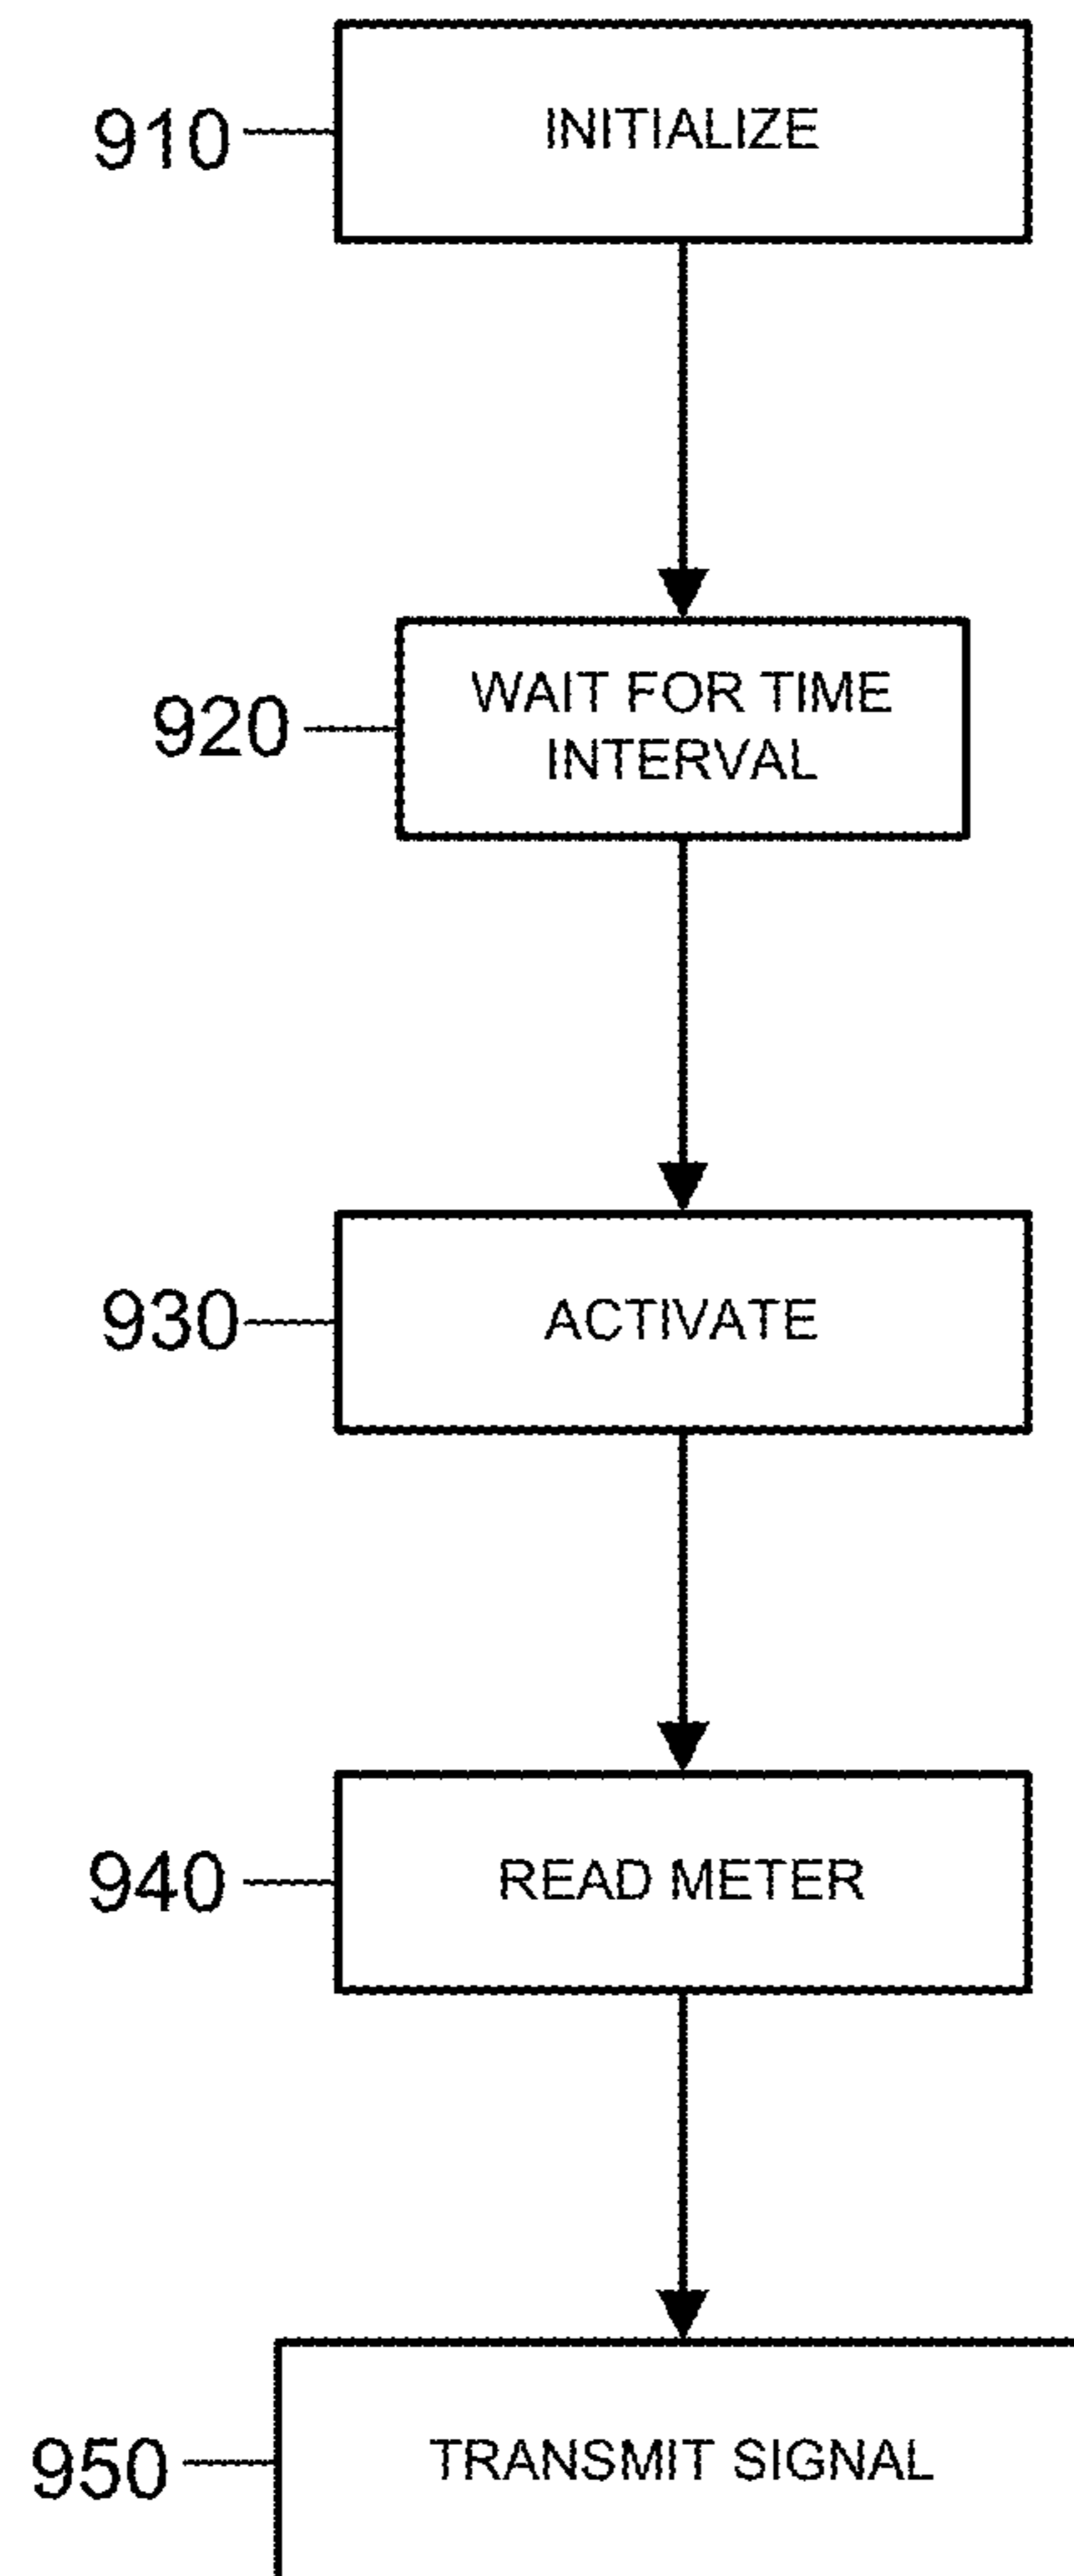 910
INITIALIZE
920
WAIT FOR TIME
INTERVAL
930
ACTIVATE
940
READ METER
950
TRANSMIT SIGNAL